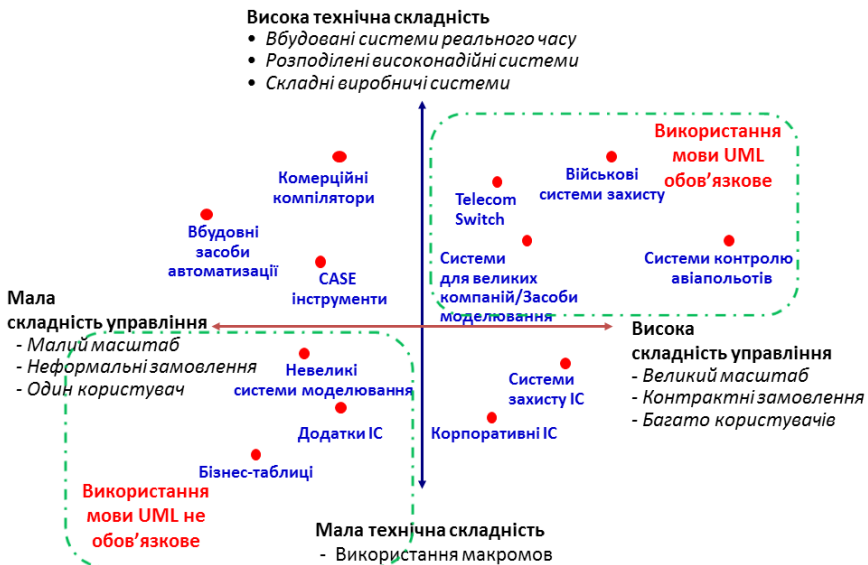 Висока технічна складність
• Вбудовані системи реального часу
• Розподілені високонадійні системи
• Складні виробничі системи
Використання
мови UML
обов’язкове
Комерційні
компілятори
Telecom
Switch
Військові
системи захисту
Вбудовні
засоби
автоматизації
CASE
інструменти
Системи
для великих
компаній/Засоби
моделювання
Системи контролю
авіапольотів
Мала
складність управління
- Малий масштаб
- Неформальні замовлення
- Один користувач
Висока
складність управління
- Великий масштаб
- Контрактні замовлення
- Багато користувачів
Невеликі
системи моделювання
Системи
захисту ІС
Додатки ІС
Корпоративні ІС
Бізнес-таблиці
Використання
мови UML не
обов’язкове
Мала технічна складність
- Використання макромов